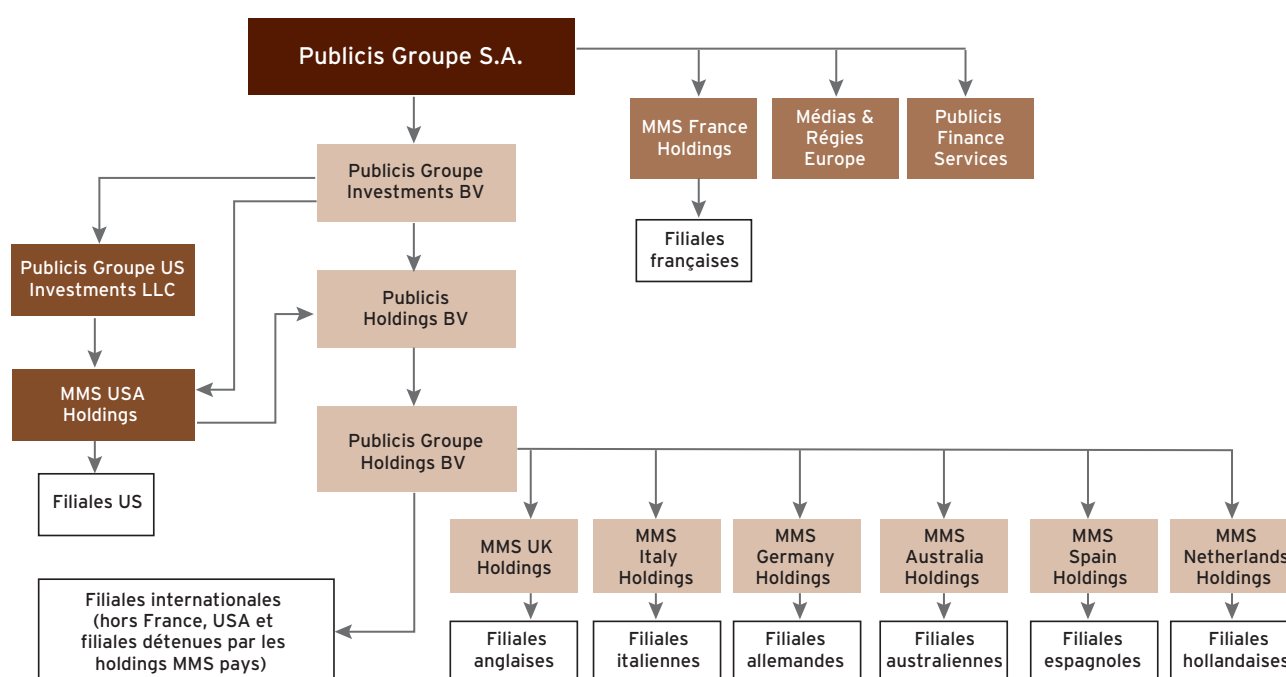 Publicis Groupe S.A.
MMS France
Holdings
Médias &
Régies
Europe
Publicis
Finance
Services
Publicis Groupe
Investments BV
Filiales
françaises
Publicis Groupe US
Investments LLC
Publicis
Holdings BV
MMS USA
Holdings
Publicis Groupe
Holdings BV
Filiales US
MMS UK
Holdings
MMS
Italy
Holdings
MMS
Germany
Holdings
MMS
Australia
Holdings
MMS
Spain
Holdings
MMS
Netherlands
Holdings
Filiales internationales
(hors France, USA et
filiales détenues par les
holdings MMS pays)
Filiales
anglaises
Filiales
italiennes
Filiales
allemandes
Filiales
australiennes
Filiales
espagnoles
Filiales
hollandaises